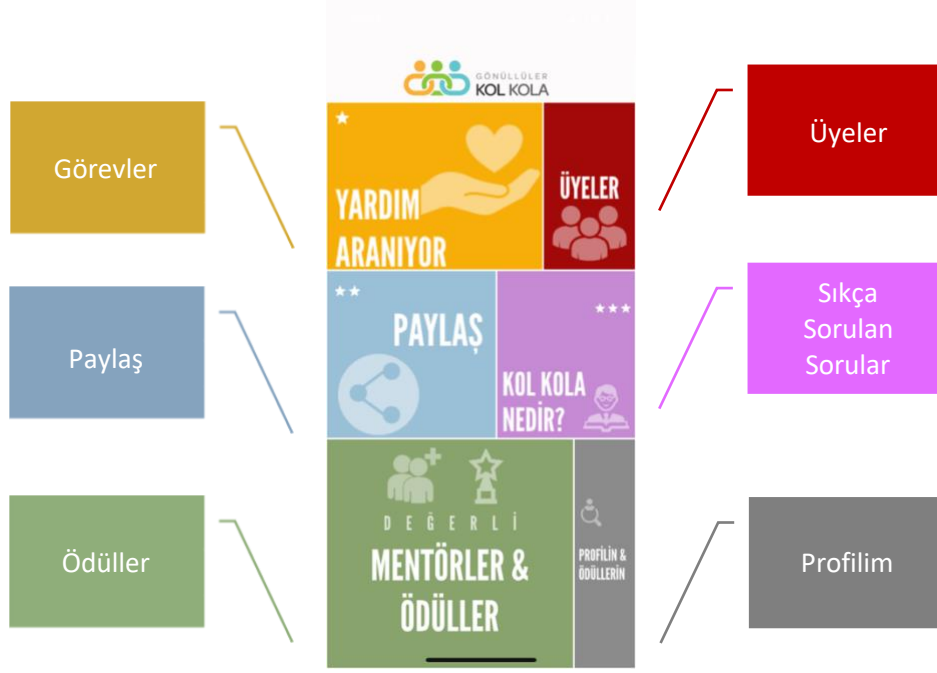 GÖNÜLLÜLER
KOL KOLA
Görevler
YARDIM
ARANIYOR
ÜYELER
Üyeler
Paylaş
PAYLAŞ
KOL KOLA
NEDİR?
Sıkça
Sorulan
Sorular
Ödüller
DEĞERLİ
MENTÖRLER &
ÖDÜLLER
PROFİLİN &
ÖDÜLLERİN
Profilim